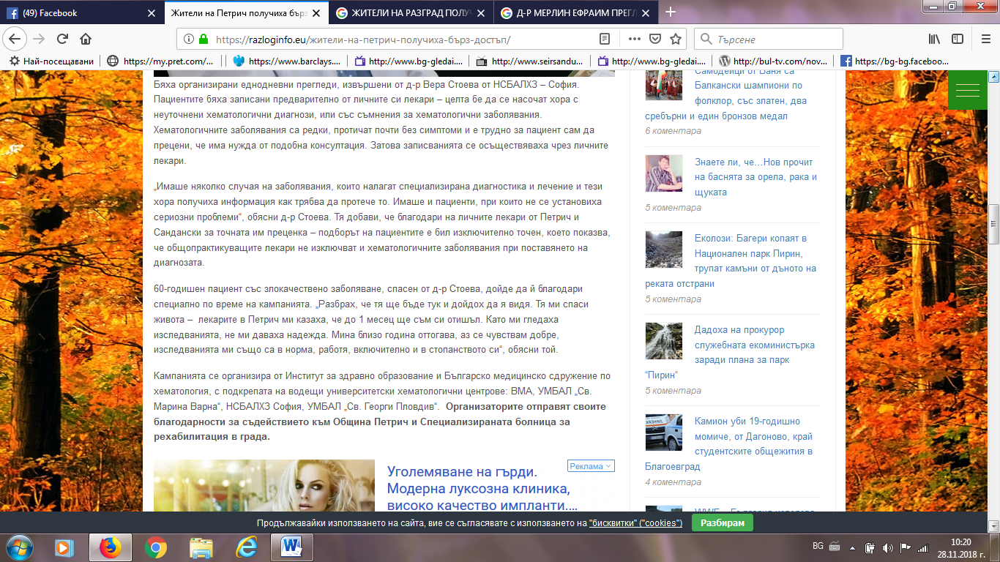 (49) Facebook
Жители на Петрич получиха бърз
ЖИТЕЛИ НА РАЗГРАД ПОЛУЧ
Д-Р МЕРЛИН ЕФРАИМ ПРЕГЛ
https://razloginfo.eu/жители-на-петрич-получиха-бърз-достъп/
Търсене
Най-посещавани
https://my.pret.com/...
https://www.barclays....
http://www.bg-gledai....
http://www.seirsandu...
http://www.bg-gledai....
http://bul-tv.com/nov...
https://bg-bg.faceboo...
Бяха организирани еднодневни прегледи, извършени от д-р Вера Стоева от НСБАЛХЗ – София.
Пациентите бяха записани предварително от личните си лекари – целта бе да се насочат хора с
неуточнени хематологични диагнози, или със съмнения за хематологични заболявания.
Хематологичните заболявания са редки, протичат почти без симптоми и е трудно за пациент сам да
прецени, че има нужда от подобна консултация. Затова записванията се осъществяваха чрез личните
лекари.
„Имаше няколко случая на заболявания, които налагат специализирана диагностика и лечение и тези
хора получиха информация как трябва да протече то. Имаше и пациенти, при които не се установиха
сериозни проблеми“, обясни д-р Стоева. Тя добави, че благодари на личните лекари от Петрич и
Сандански за точната им преценка – подборът на пациентите е бил изключително точен, което показва,
че общопрактикуващите лекари не изключват и хематологичните заболявания при поставянето на
диагнозата.
60-годишен пациент със злокачествено заболяване, спасен от д-р Стоева, дойде да й благодари
специално по време на кампанията. „Разбрах, че тя ще бъде тук и дойдох да я видя. Тя ми спаси
живота – лекарите в Петрич ми казаха, че до 1 месец ще съм си отишъл. Като ми гледаха
изследванията, не ми даваха надежда. Мина близо година оттогава, аз се чувствам добре,
изследванията ми също са в норма, работя, включително и в стопанството си“, обясни той.
Кампанията се организира от Институт за здравно образование и Българско медицинско сдружение по
хематология, с подкрепата на водещи университетски хематологични центрове: ВМА, УМБАЛ „Св.
Марина Варна“, НСБАЛХЗ София, УМБАЛ „Св. Георги Пловдив“. Организаторите отправят своите
благодарности за съдействието към Община Петрич и Специализираната болница за
рехабилитация в града.
Реклама
Уголемяване на гърди.
Модерна луксозна клиника,
високо качество импланти....
Самодейци от Баня са
Балкански шампиони по
фолклор, със златен, два
сребърни и един бронзов медал
6 коментара
Знаете ли, че…Нов прочит
на баснята за орела, рака и
щуката
5 коментара
Еколози: Багери копаят в
Национален парк Пирин,
трупат камъни от дъното на
реката отстрани
5 коментара
Дадоха на прокурор
служебната екоминистърка
заради плана за парк
“Пирин“
5 коментара
Камион уби 19-годишно
момиче, от Дагоново, край
студентските общежития в
Благоевград
4 коментара
Продължавайки използването на сайта, вие се съгласявате с използването на "бисквитки" ("cookies")
Разбирам
BG
10:20
28.11.2018 г.